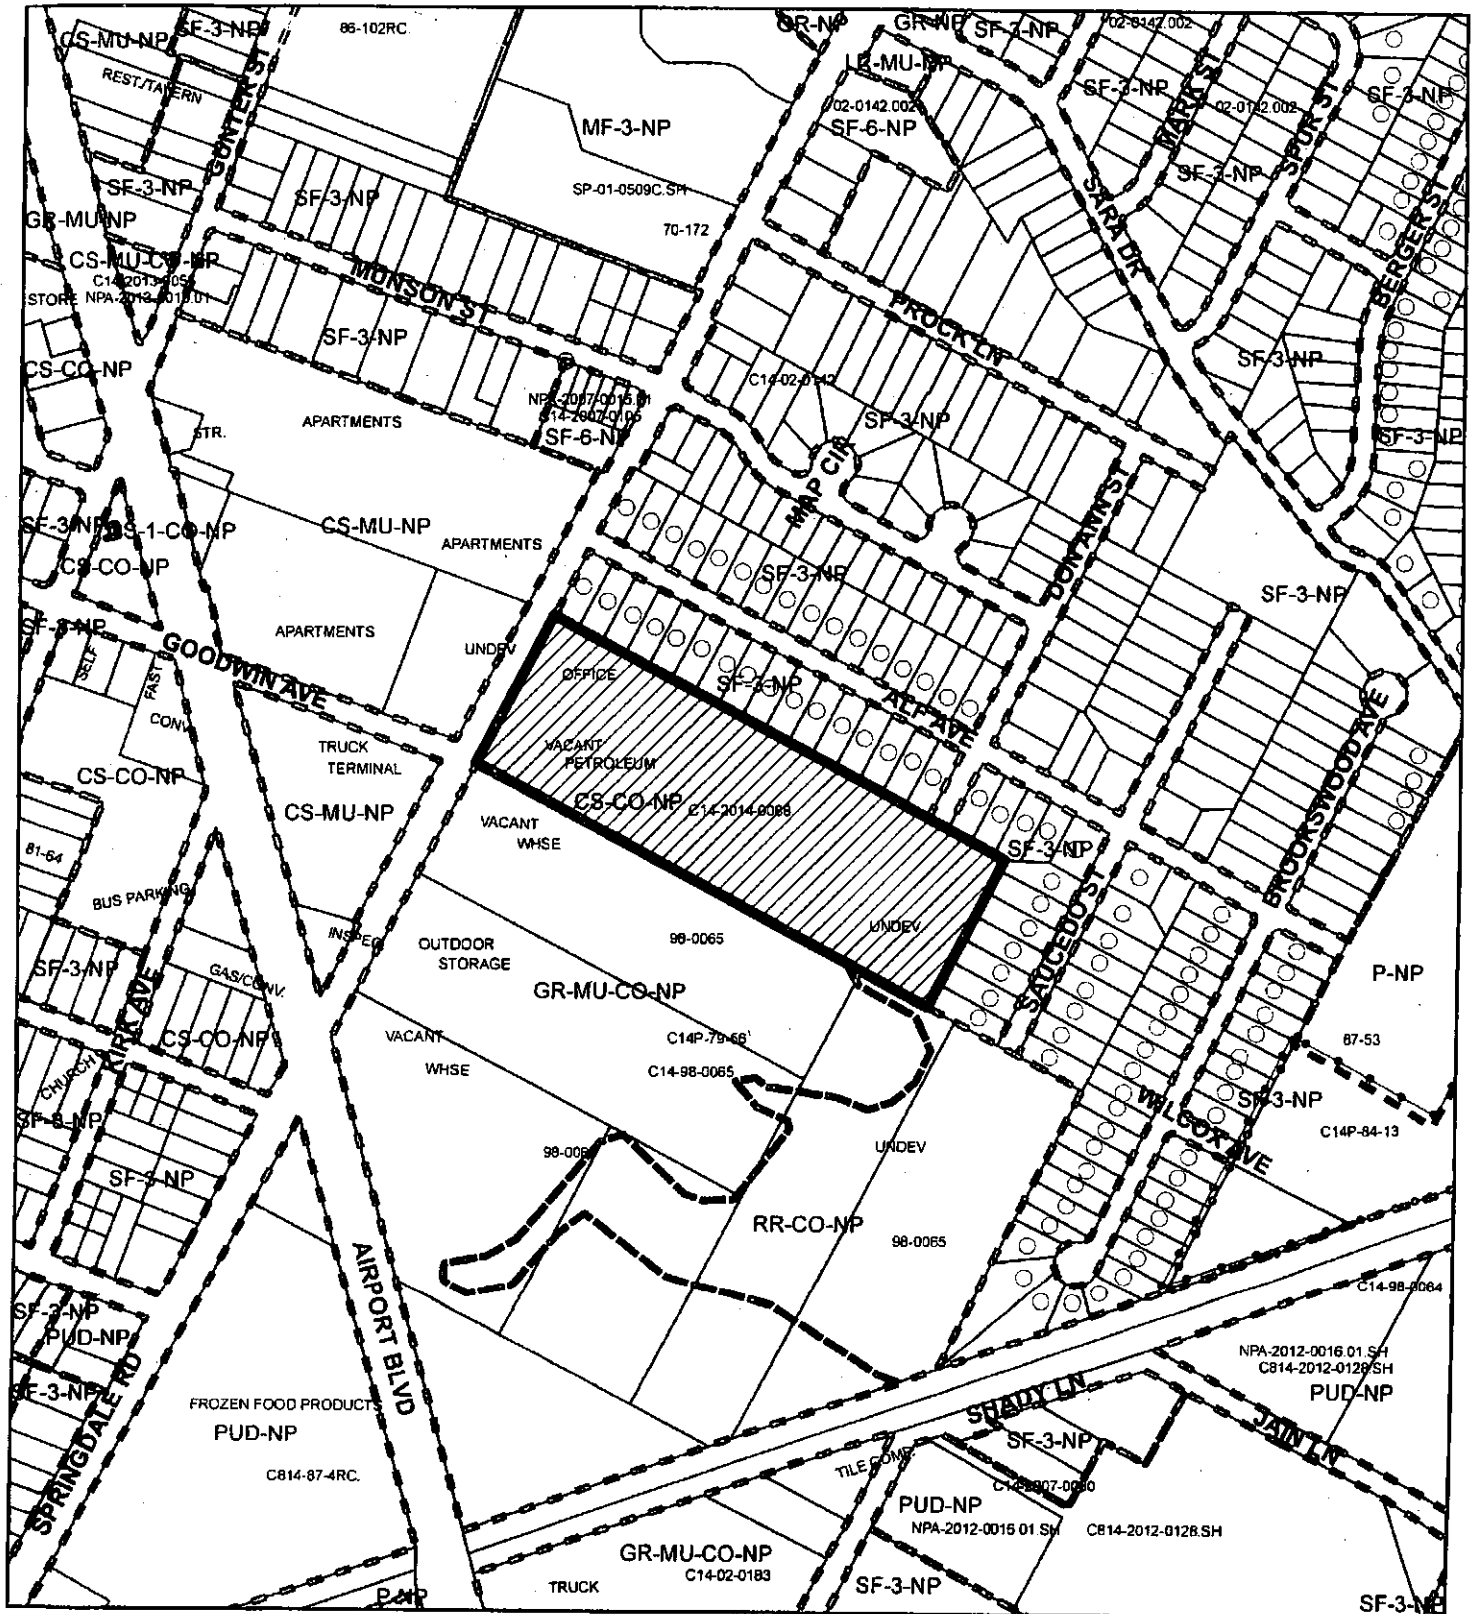 CS-MU-NP
SF-3-NP
86-102RC.
GR-NP
GR-NP
SF-3-NP
02-0142.002
REST./TAVERN
GUNTER ST
LR-MU-NP
02-0142.002
SF-6-NP
SF-3-NP
MARK ST
02-0142.002
SPUR ST
SF-3-NP
MF-3-NP
SP-01-0509C.SH
70-172
SF-3-NP
SF-3-NP
SF-3-NP
SARA DR
BERGER ST
GR-MU-NP
CS-MU-CO-NP
STORE
MUNSON ST
PROCK LN
SF-3-NP
SF-3-NP
CS-CO-NP
C14-02-0142
SF-3-NP
SF-3-NP
STR.
APARTMENTS
SF-6-NP
MAP CIR
DON ANN ST
SF-3-NP
CS-1-CO-NP
CS-MU-NP
APARTMENTS
CS-CO-NP
SF-3-NP
SF-3-NP
SF-3-NP
GOODWIN AVE
APARTMENTS
UNDEV
SELF
FAST
CONV.
OFFICE
SF-3-NP
ALF AVE
BROOKSWOOD AVE
TRUCK
TERMINAL
VACANT
PETROLEUM
CS-CO-NP
CS-MU-NP
CS-CO-NP
C14-2014-0088
VACANT
WHSE
SF-3-NP
81-64
BUS PARKING
INSPEC
OUTDOOR
STORAGE
98-0065
UNDEV
SAUCEDO ST
SF-3-NP
GAS/CONV.
KIRK AVE
GR-MU-CO-NP
P-NP
CS-CO-NP
VACANT
WHSE
C14P-79-68
C14-98-0065
87-53
CHURCH
SF-3-NP
WILCOX AVE
SF-3-NP
C14P-84-13
SF-3-NP
UNDEV
RR-CO-NP
98-0065
AIRPORT BLVD
C14-98-0064
SF-3-NP
PUD-NP
SF-3-NP
SPRINGDALE RD
FROZEN FOOD PRODUCTS
PUD-NP
C814-87-4RC.
NPA-2012-0016.01.SH
C814-2012-0128.SH
PUD-NP
SHADY LN
SF-3-NP
JAIN LN
TILE COMP.
PUD-NP
NPA-2012-0016 01.SH
C814-2012-0128.SH
GR-MU-CO-NP
C14-02-0183
TRUCK
P-NP
SF-3-NP
SF-3-NP